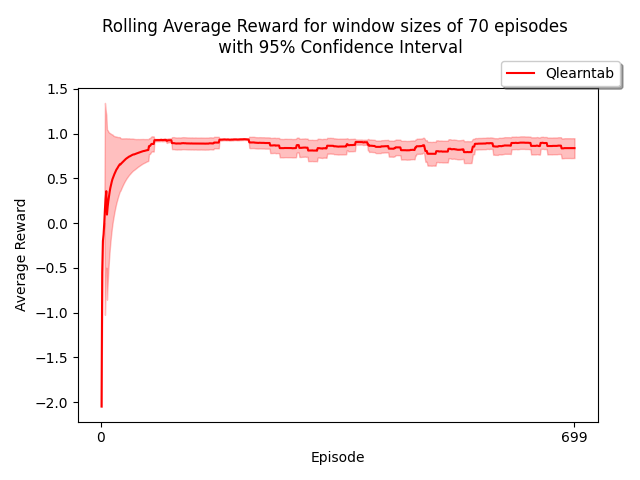 Rolling Average Reward for window sizes of 70 episodes
with 95% Confidence Interval
Qlearntab
1.5
1.0
0.5
0.0
−0.5
−1.0
−1.5
−2.0
Average Reward
0
699
Episode